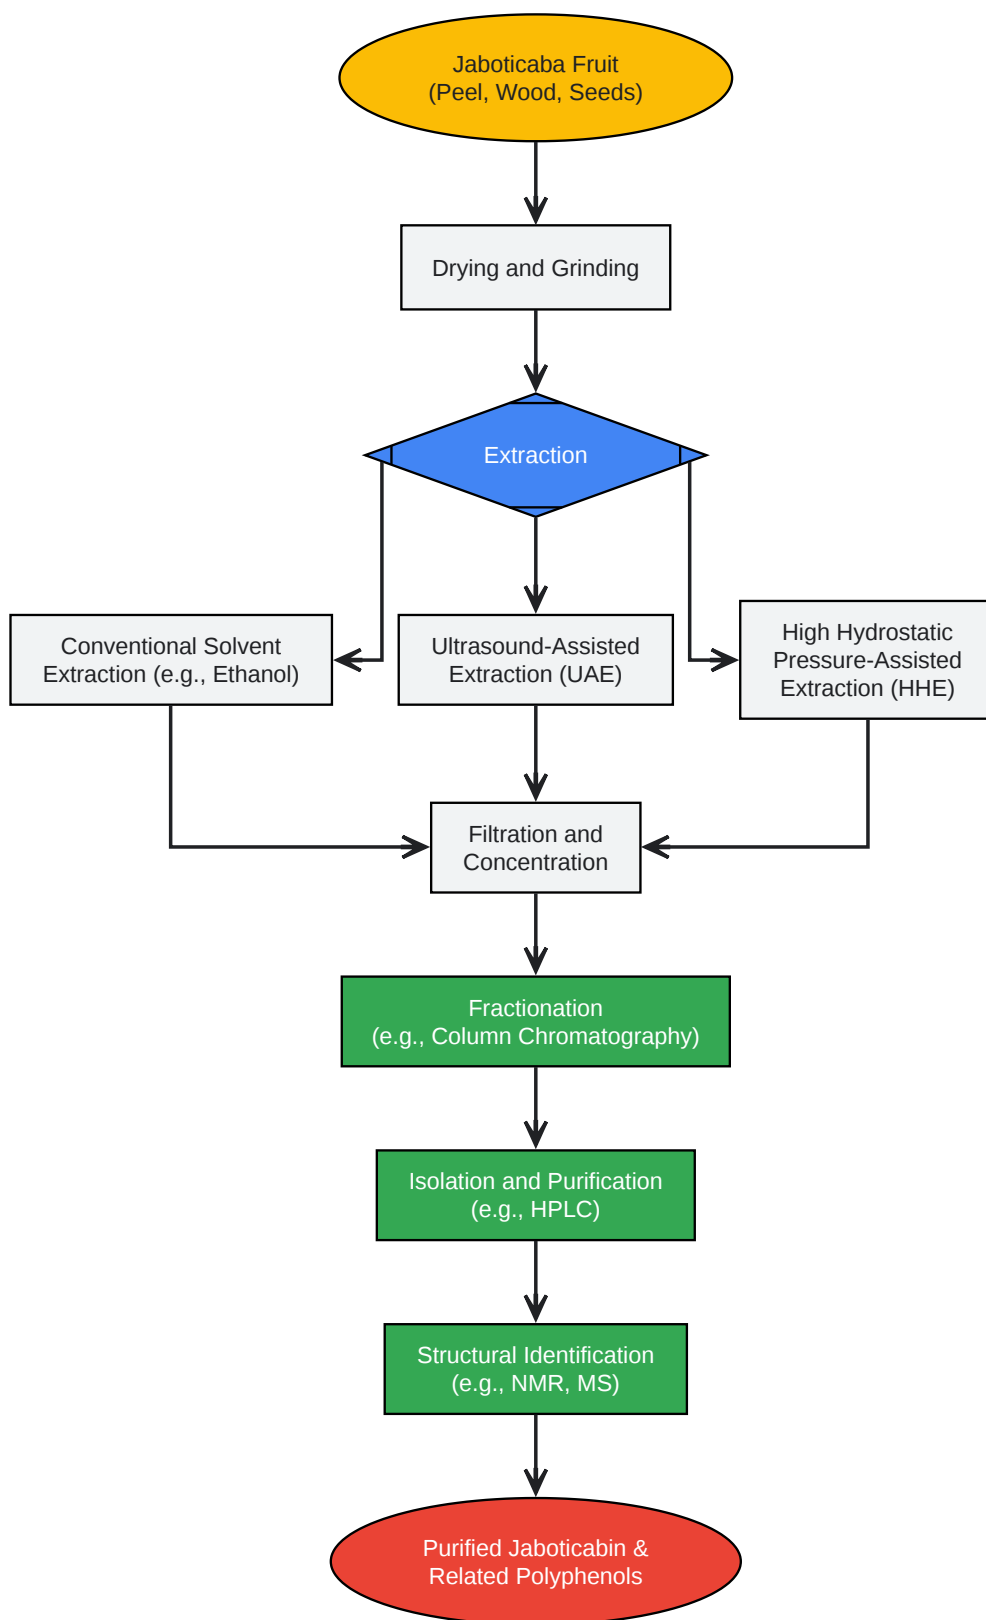 Jaboticaba Fruit
(Peel, Wood, Seeds)
Drying and Grinding
Extraction
Conventional Solvent
Extraction (e.g., Ethanol)
Ultrasound-Assisted
Extraction (UAE)
High Hydrostatic
Pressure-Assisted
Extraction (HHE)
Filtration and
Concentration
Fractionation
(e.g., Column Chromatography)
Isolation and Purification
(e.g., HPLC)
Structural Identification
(e.g., NMR, MS)
Purified Jaboticabin &
Related Polyphenols